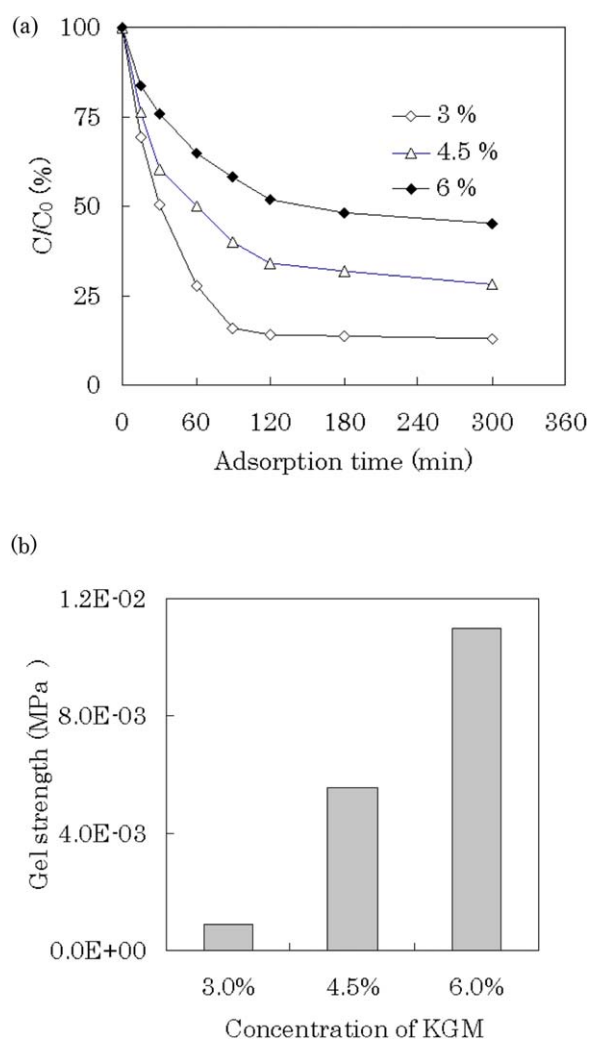 (a)
100
75
50
25
0
C/C0 (%)
3 %
4.5 %
6 %
0 60 120 180 240 300 360
Adsorption time (min)
(b)
1.2E-02
8.0E-03
4.0E-03
0.0E+00
Gel strength (MPa )
3.0% 4.5% 6.0%
Concentration of KGM